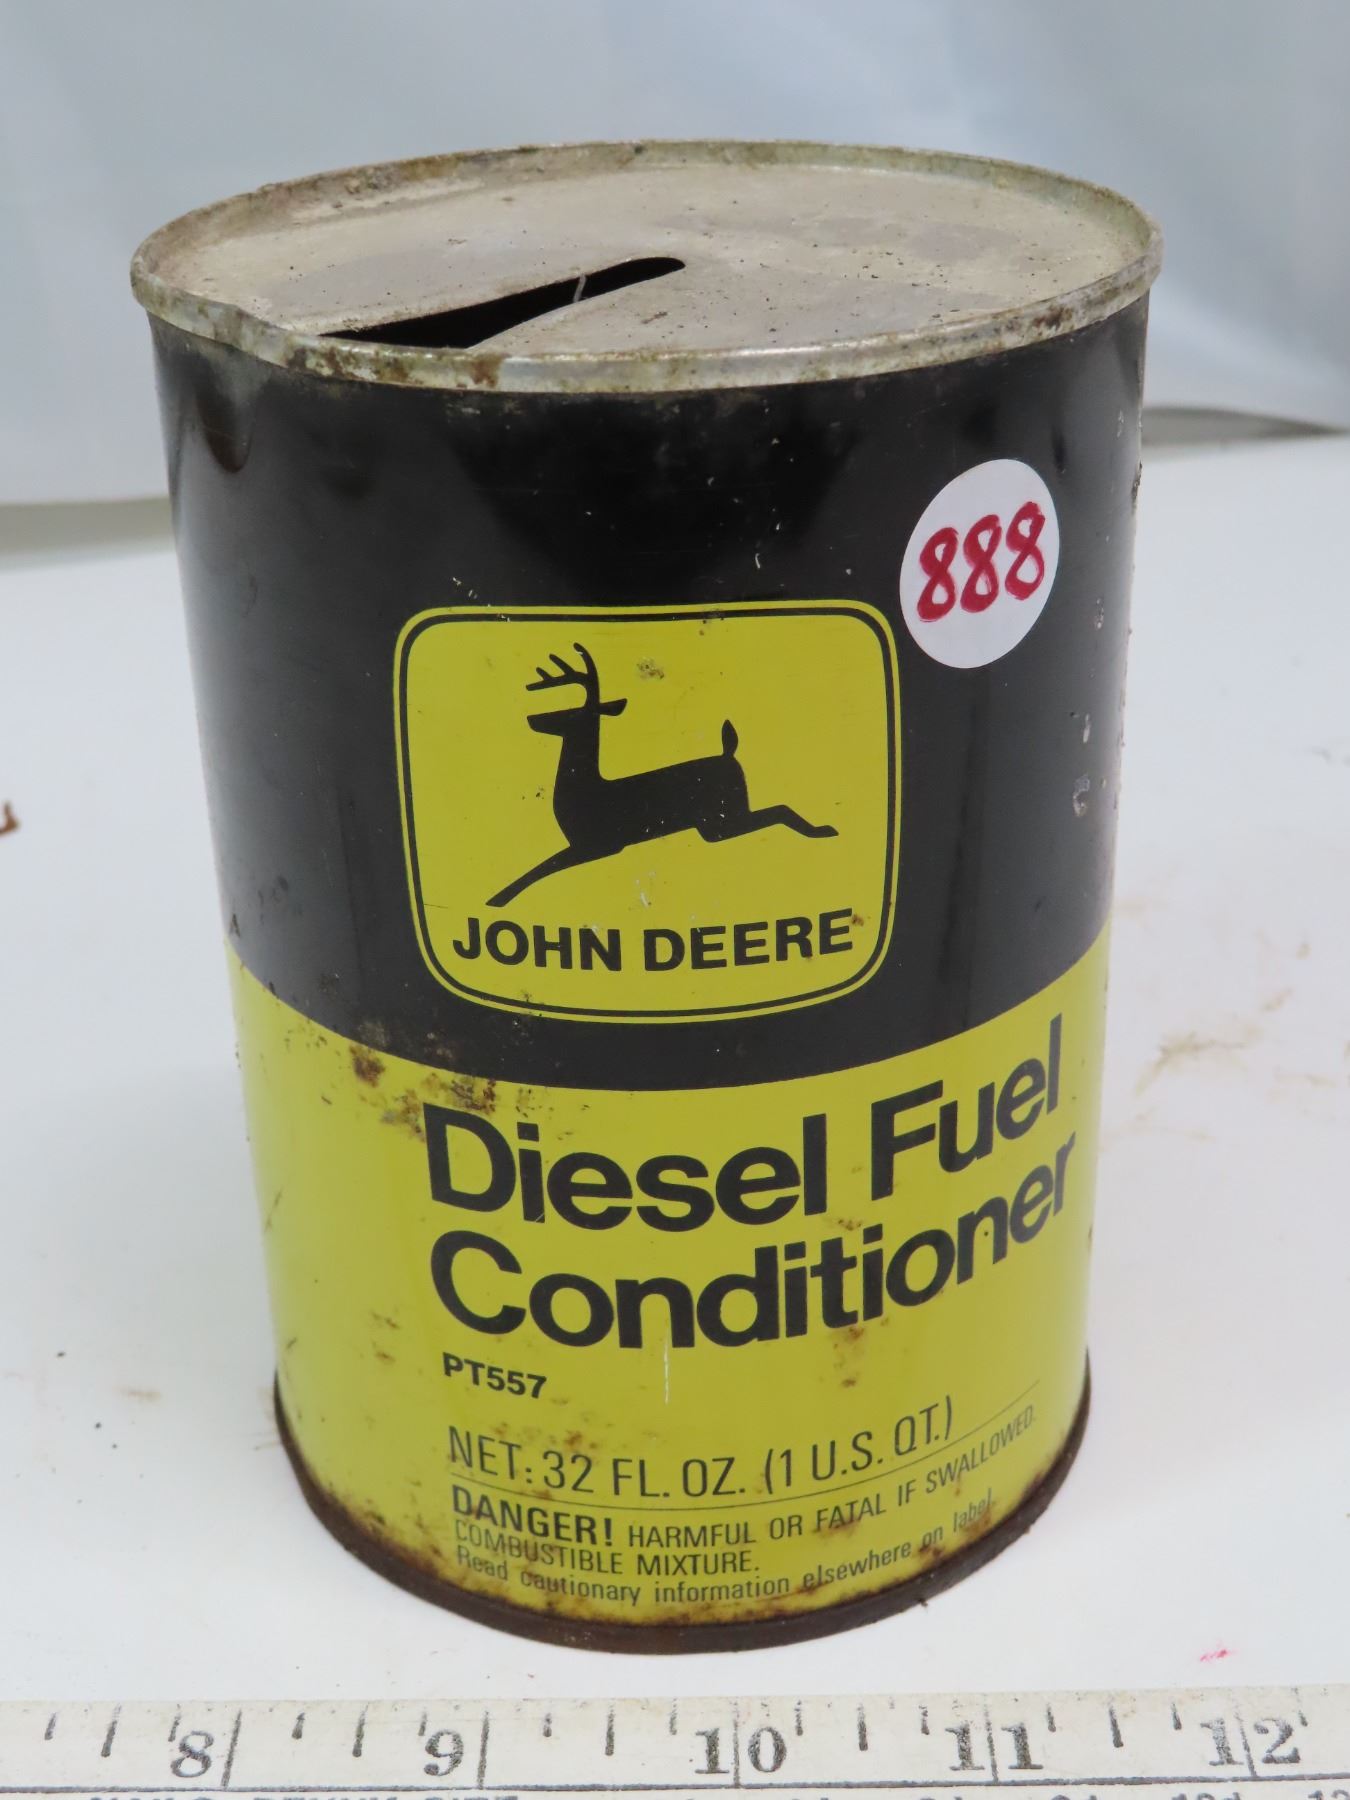 888
JOHN DEERE
Diesel Fuel
Conditioner
PT557
NET: 32 FL. OZ. (1 U.S. QT.)
DANGER! HARMFUL OR FATAL IF SWALLOWED.
COMBUSTIBLE MIXTURE.
Read cautionary information elsewhere on label.
8 9 10 11 12